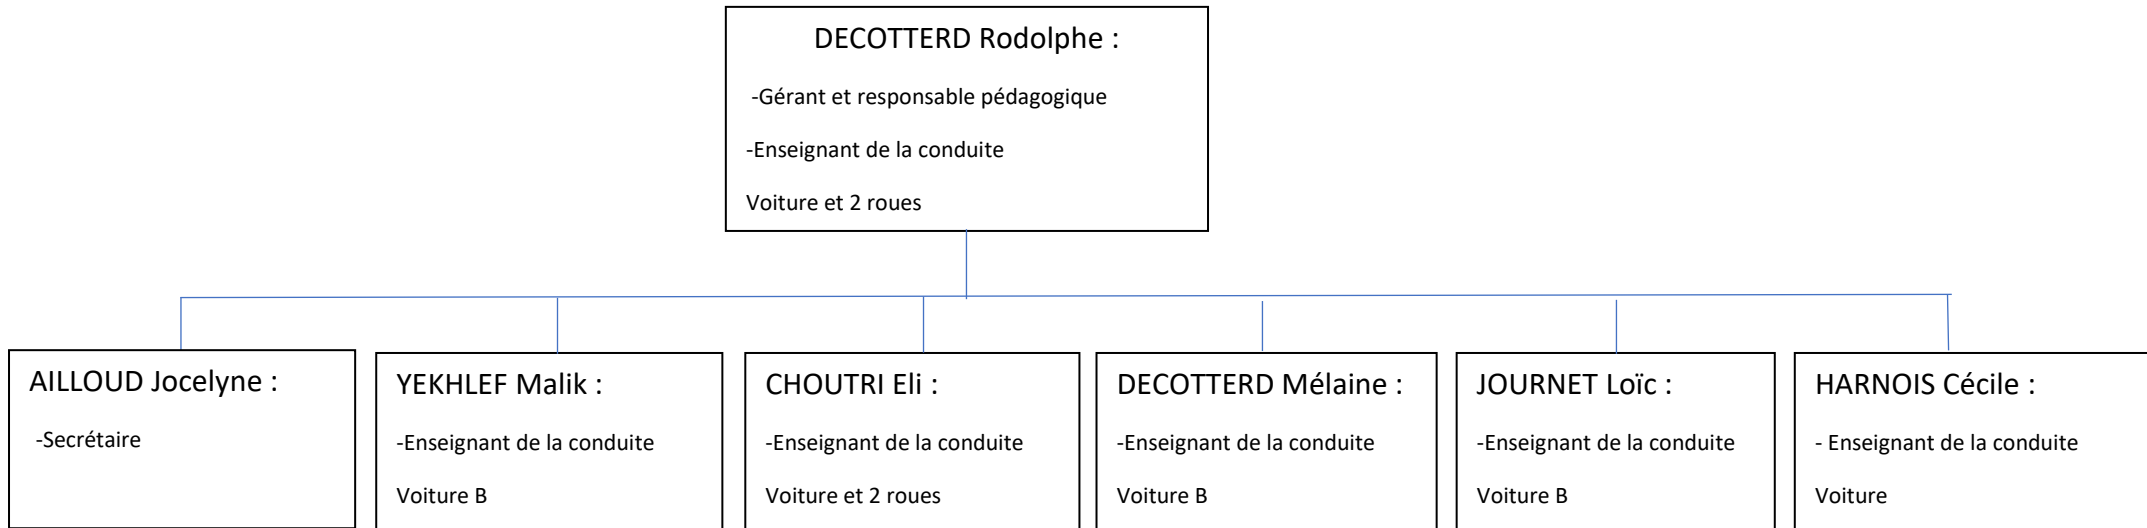 DECOTTERD Rodolphe :
-Gérant et responsable pédagogique
-Enseignant de la conduite
Voiture et 2 roues
AILLOUD Jocelyne :
-Secrétaire
YEKHLEF Malik :
-Enseignant de la conduite
Voiture B
CHOUTRI Eli :
-Enseignant de la conduite
Voiture et 2 roues
DECOTTERD Mélaine :
-Enseignant de la conduite
Voiture B
JOURNET Loïc :
-Enseignant de la conduite
Voiture B
HARNOIS Cécile :
- Enseignant de la conduite
Voiture